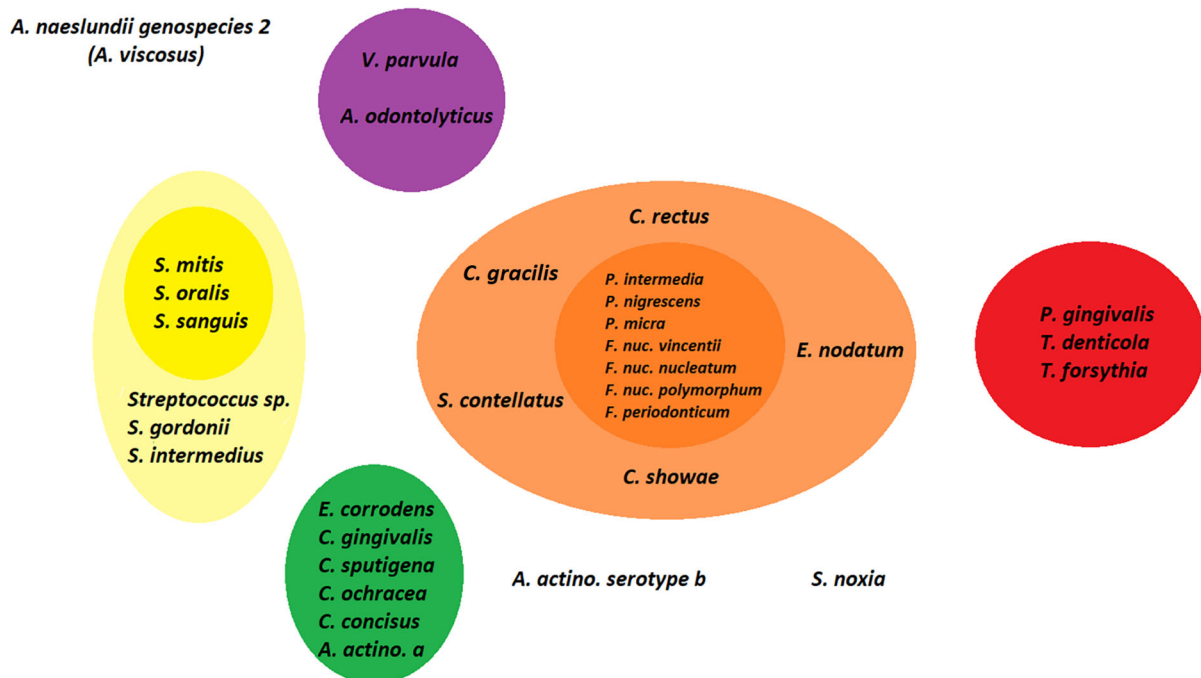 A. naeslundii genospecies 2
(A. viscosus)
V. parvula
A. odontolyticus
S. mitis
S. oralis
S. sanguis
Streptococcus sp.
S. gordonii
S. intermedius
C. rectus
C. gracilis
P. intermedia
P. nigrescens
P. micra
F. nuc. vincentii
F. nuc. nucleatum
F. nuc. polymorphum
F. periodonticum
E. nodatum
S. contellatus
C. showae
P. gingivalis
T. denticola
T. forsythia
E. corrodens
C. gingivalis
C. sputigena
C. ochracea
C. concisus
A. actino. a
A. actino. serotype b
S. noxia